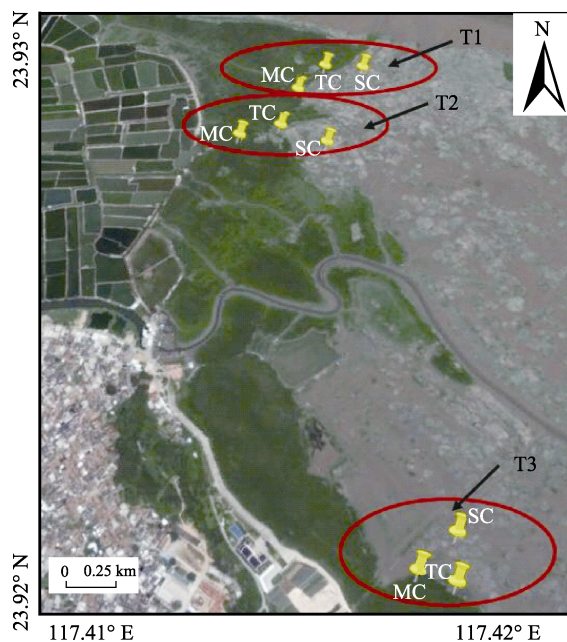 23.93° N
N
T1
MC
TC
SC
T2
TC
MC
SC
T3
SC
MC
TC
0 0.25 km
23.92° N
117.41° E
117.42° E